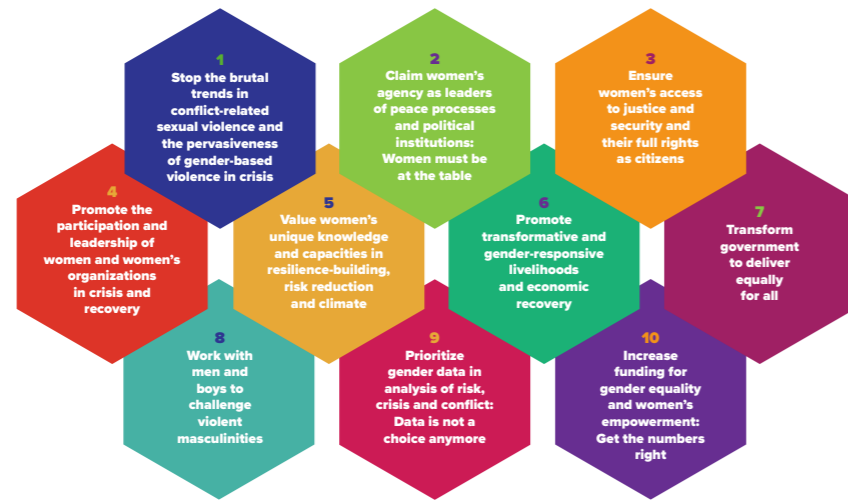 1
Stop the brutal
trends in
conflict-related
sexual violence and
the pervasiveness
of gender-based
violence in crisis
2
Claim women's
agency as leaders
of peace processes
and political
institutions:
Women must be
at the table
3
Ensure
women's access
to justice and
security and
their full rights
as citizens
4
Promote the
participation and
leadership of
women and women's
organizations
in crisis and
recovery
5
Value women's
unique knowledge
and capacities in
resilience-building,
risk reduction
and climate
6
Promote
transformative and
gender-responsive
livelihoods
and economic
recovery
7
Transform
government
to deliver
equally
for all
8
Work with
men and
boys to
challenge
violent
masculinities
9
Prioritize
gender data in
analysis of risk,
crisis and conflict:
Data is not a
choice anymore
10
Increase
funding for
gender equality
and women's
empowerment:
Get the numbers
right